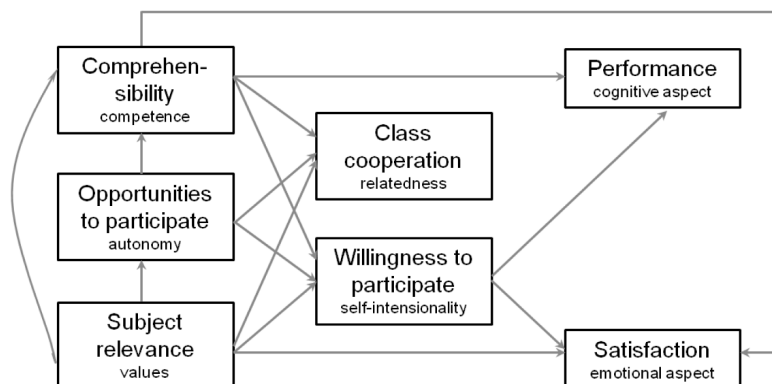 Comprehen-
sibility
competence
Opportunities
to participate
autonomy
Subject
relevance
values
Class
cooperation
relatedness
Willingness to
participate
self-intensionality
Performance
cognitive aspect
Satisfaction
emotional aspect